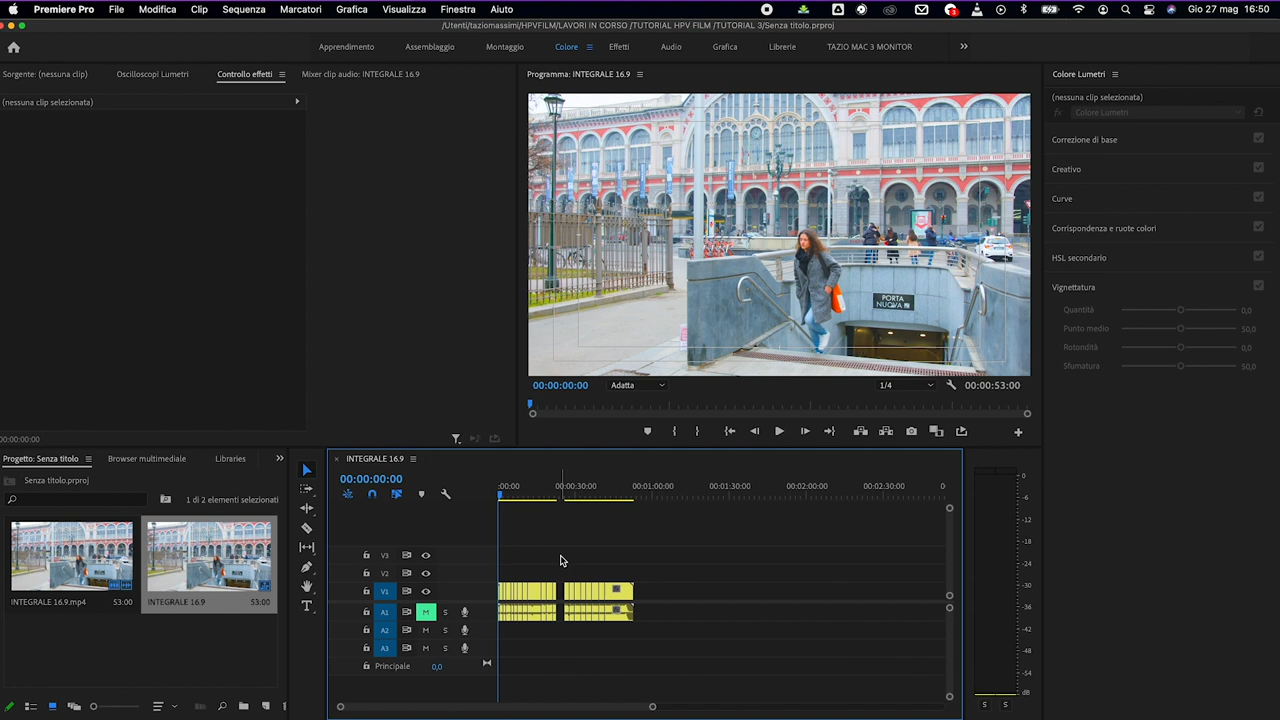 Premiere Pro File Modifica Clip Sequenza Marcatori Grafica Visualizza Finestra Aiuto 3 Gio 27 mag 16:50
/Utenti/taziomassimi/HPVFILM/LAVORI IN CORSO /TUTORIAL HPV FILM /TUTORIAL 3/Senza titolo.prproj
Apprendimento Assemblaggio Montaggio Colore Effetti Audio Grafica Librerie TAZIO MAC 3 MONITOR
Sorgente: (nessuna clip) Oscilloscopi Lumetri Controllo effetti Mixer clip audio: INTEGRALE 16.9
(nessuna clip selezionata)
00:00:00:00
Programma: INTEGRALE 16.9
PORTA
NUOVA
00:00:00:00 Adatta 1/4 00:00:53:00
Colore Lumetri
(nessuna clip selezionata)
fx Colore Lumetri
Correzione di base
Creativo
Curve
Corrispondenza e ruote colori
HSL secondario
Vignettatura
Quantità 0,0
Punto medio 50,0
Rotondità 0,0
Sfumatura 50,0
Progetto: Senza titolo Browser multimediale Libraries
Senza titolo.prproj
1 di 2 elementi selezionati
INTEGRALE 16.9.mp4 53:00
INTEGRALE 16.9 53:00
INTEGRALE 16.9
00:00:00:00
:00:00 00:00:30:00 00:01:00:00 00:01:30:00 00:02:00:00 00:02:30:00 0
V3
V2
V1
A1 M S
A2 M S
A3 M S
Principale 0,0
0
-6
-12
-18
-24
-30
-36
-42
-48
-54
dB
S S